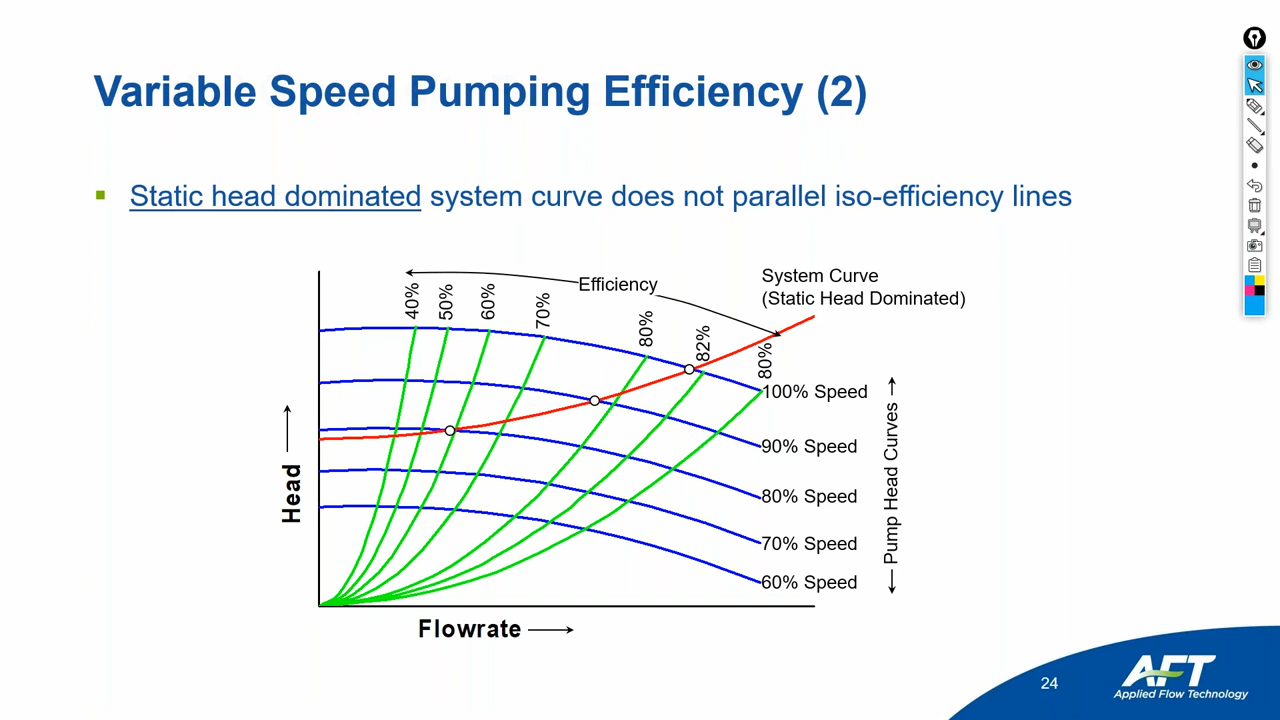 Variable Speed Pumping Efficiency (2)
Static head dominated system curve does not parallel iso-efficiency lines
Efficiency
System Curve
(Static Head Dominated)
40%
50%
60%
70%
80%
82%
80%
100% Speed
90% Speed
80% Speed
70% Speed
60% Speed
Pump Head Curves
Head
Flowrate
24
AFT
Applied Flow Technology